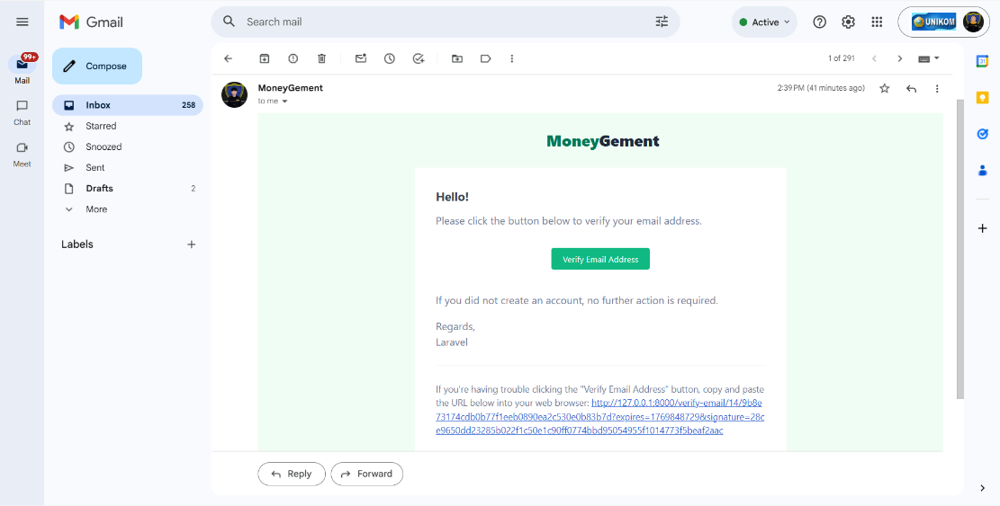 Gmail
Search mail
Active
UNIKOM
99+
Mail
Chat
Meet
Compose
Inbox 258
Starred
Snoozed
Sent
Drafts 2
More
Labels
1 of 291
MoneyGement
to me
2:39 PM (41 minutes ago)
MoneyGement
Hello!
Please click the button below to verify your email address.
Verify Email Address
If you did not create an account, no further action is required.
Regards,
Laravel
If you're having trouble clicking the "Verify Email Address" button, copy and paste
the URL below into your web browser: http://127.0.0.1:8000/verify-email/14/9b8e
73174cdb0b77f1eeb0890ea2c530e0b83b7d?expires=1769848729&signature=28c
e9650dd23285b022f1c50e1c90ff0774bbd95054955f1014773f5beaf2aac
Reply
Forward
31